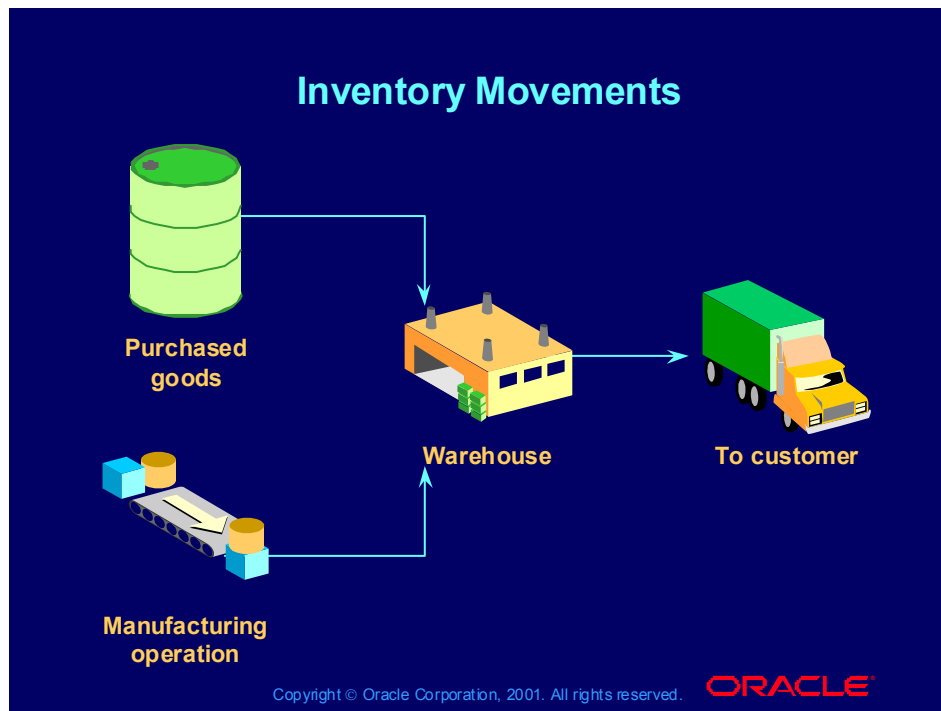 Inventory Movements
Purchased
goods
Warehouse
To customer
Manufacturing
operation
Copyright © Oracle Corporation, 2001. All rights reserved.
ORACLE®